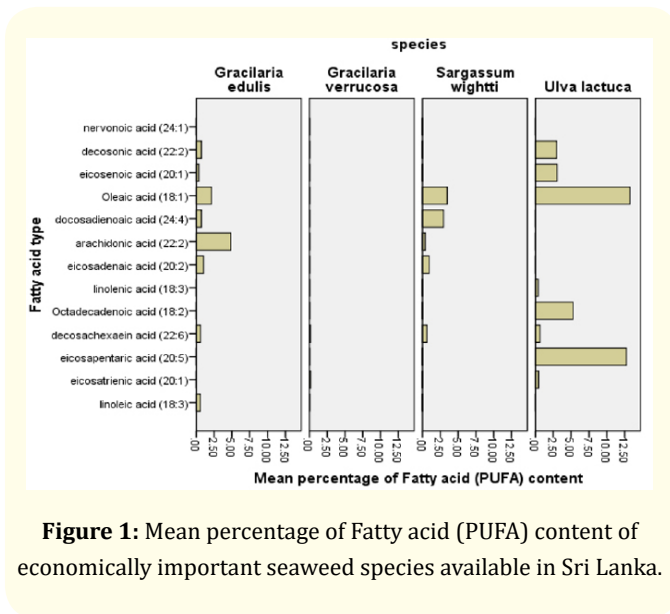 species
Gracilaria edulis
Gracilaria verrucosa
Sargassum wightti
Ulva lactuca
Fatty acid type
nervonoic acid (24:1)
decosonic acid (22:2)
eicosenoic acid (20:1)
Oleaic acid (18:1)
docosadienoaic acid (24:4)
arachidonic acid (22:2)
eicosadenaic acid (20:2)
linolenic acid (18:3)
Octadecadenoic acid (18:2)
decosachexaein acid (22:6)
eicosapentaric acid (20:5)
eicosatrienic acid (20:1)
linoleic acid (18:3)
.00 2.50 5.00 7.50 10.00 12.50
.00 2.50 5.00 7.50 10.00 12.50
.00 2.50 5.00 7.50 10.00 12.50
.00 2.50 5.00 7.50 10.00 12.50
Mean percentage of Fatty acid (PUFA) content
Figure 1: Mean percentage of Fatty acid (PUFA) content of
economically important seaweed species available in Sri Lanka.